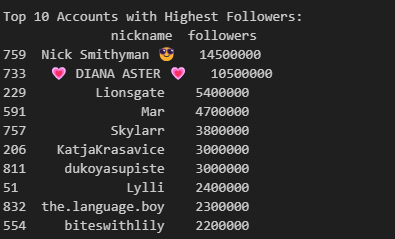 Top 10 Accounts with Highest Followers:
nickname followers
759 Nick Smithyman 😎 14500000
733 💗 DIANA ASTER 💗 10500000
229 Lionsgate 5400000
591 Mar 4700000
757 Skylarr 3800000
206 KatjaKrasavice 3000000
811 dukoyasupiste 3000000
51 Lylli 2400000
832 the.language.boy 2300000
554 biteswithlily 2200000